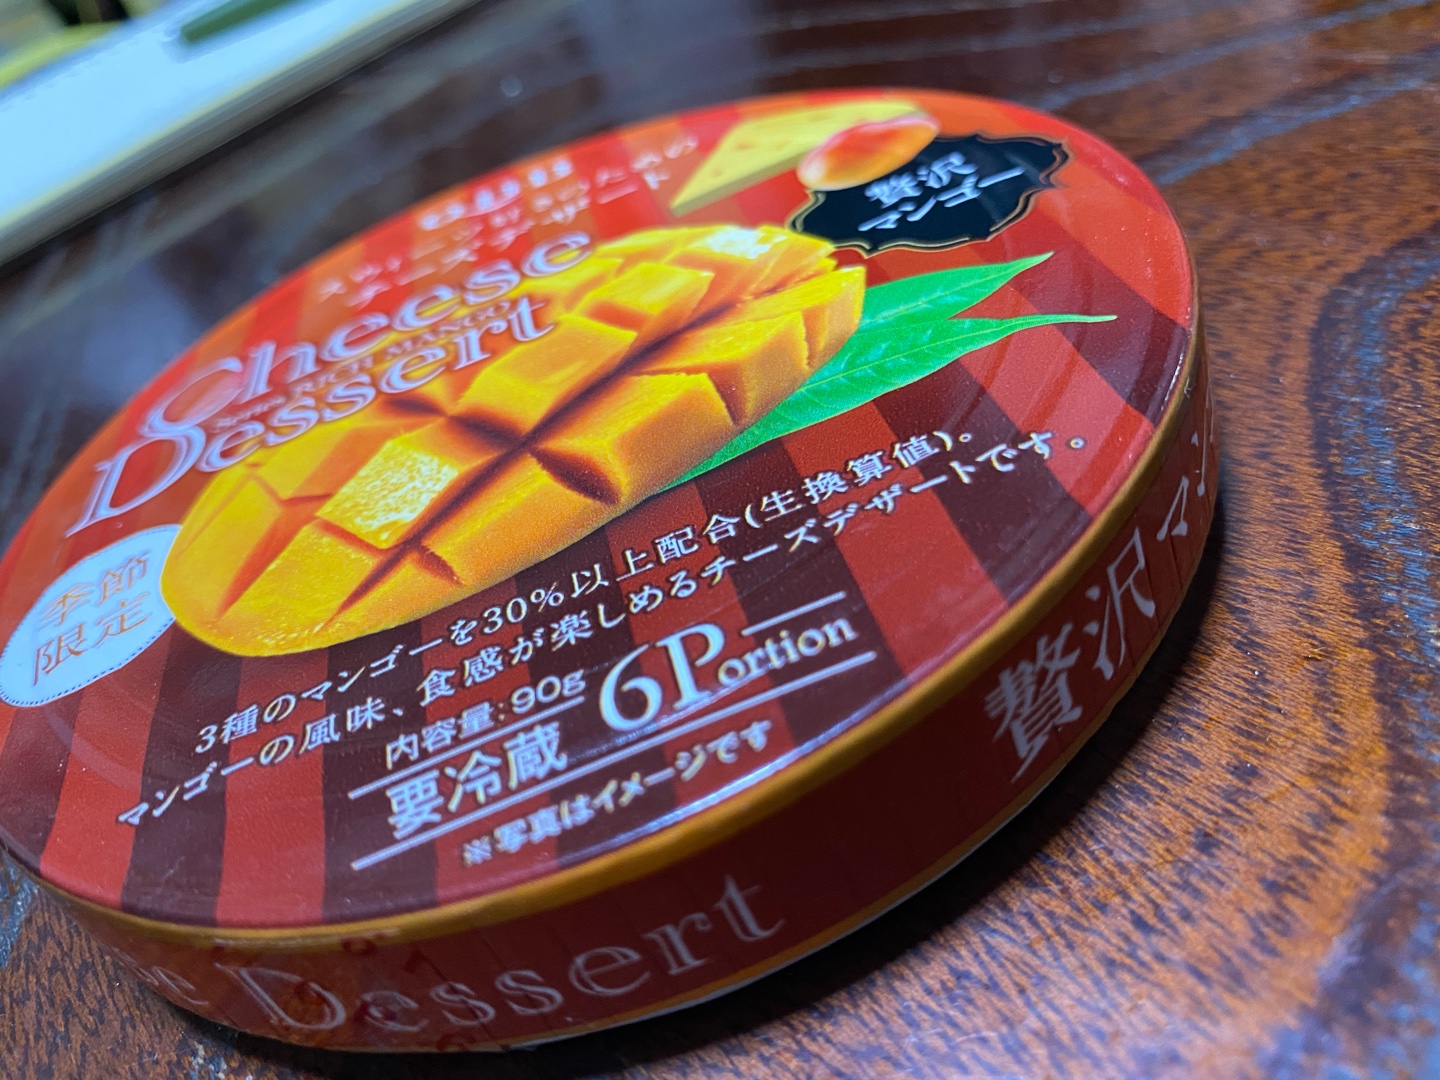 チーズデザート
贅沢
マンゴー
Cheese
Series RICH MANGO
Dessert
季節
限定
3種のマンゴーを30%以上配合(生換算値)。
マンゴーの風味、食感が楽しめるチーズデザートです。
内容量:90g
要冷蔵
6Portion
※写真はイメージです
Dessert
贅沢マン